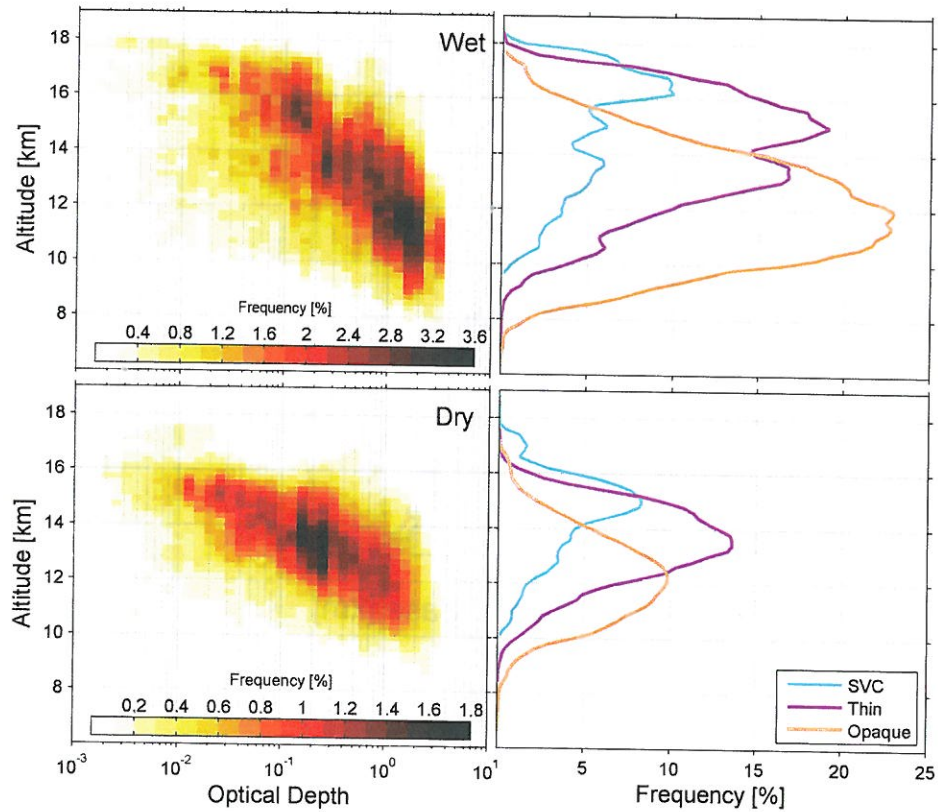 Wet
18
16
14
12
10
8
Altitude [km]
Frequency [%]
0.4 0.8 1.2 1.6 2 2.4 2.8 3.2 3.6
Dry
18
16
14
12
10
8
Altitude [km]
Frequency [%]
0.2 0.4 0.6 0.8 1 1.2 1.4 1.6 1.8
SVC
Thin
Opaque
10-3 10-2 10-1 100 101 5 10 15 20 25
Optical Depth Frequency [%]